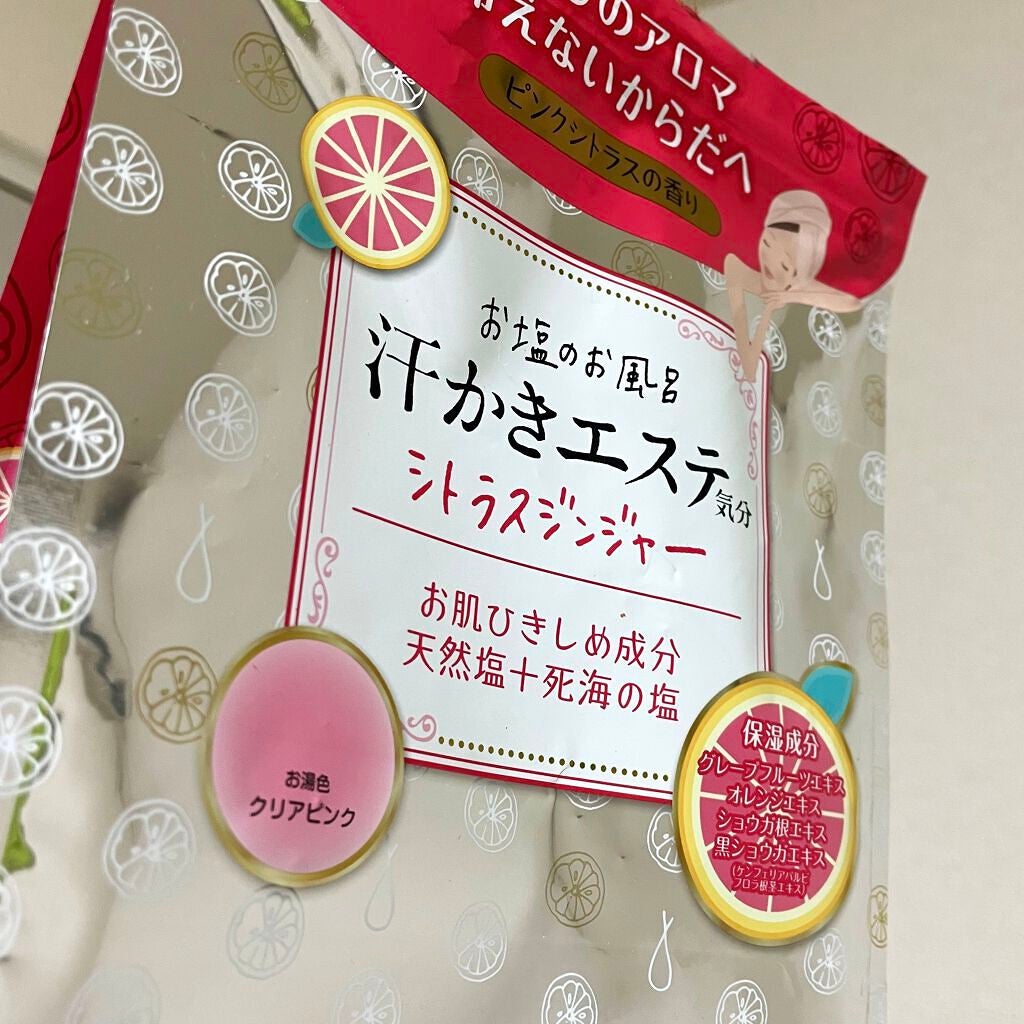 のアロマ
えないからだへ
ピンクシトラスの香り
お塩のお風呂
汗かきエステ気分
シトラスジンジャー
お肌ひきしめ成分
天然塩+死海の塩
お湯色
クリアピンク
保湿成分
グレープフルーツエキス
オレンジエキス
ショウガ根エキス
黒ショウガエキス
(ケンフェリアパルビ
フロラ根茎エキス)